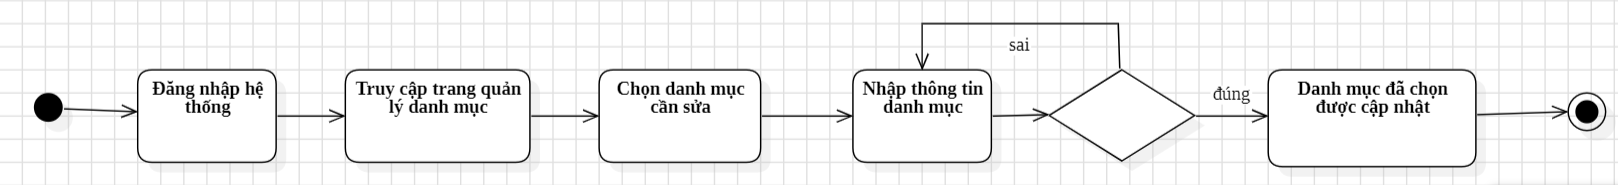 Đăng nhập hệ
thống
Truy cập trang quản
lý danh mục
Chọn danh mục
cần sửa
Nhập thông tin
danh mục
sai
đúng
Danh mục đã chọn
được cập nhật